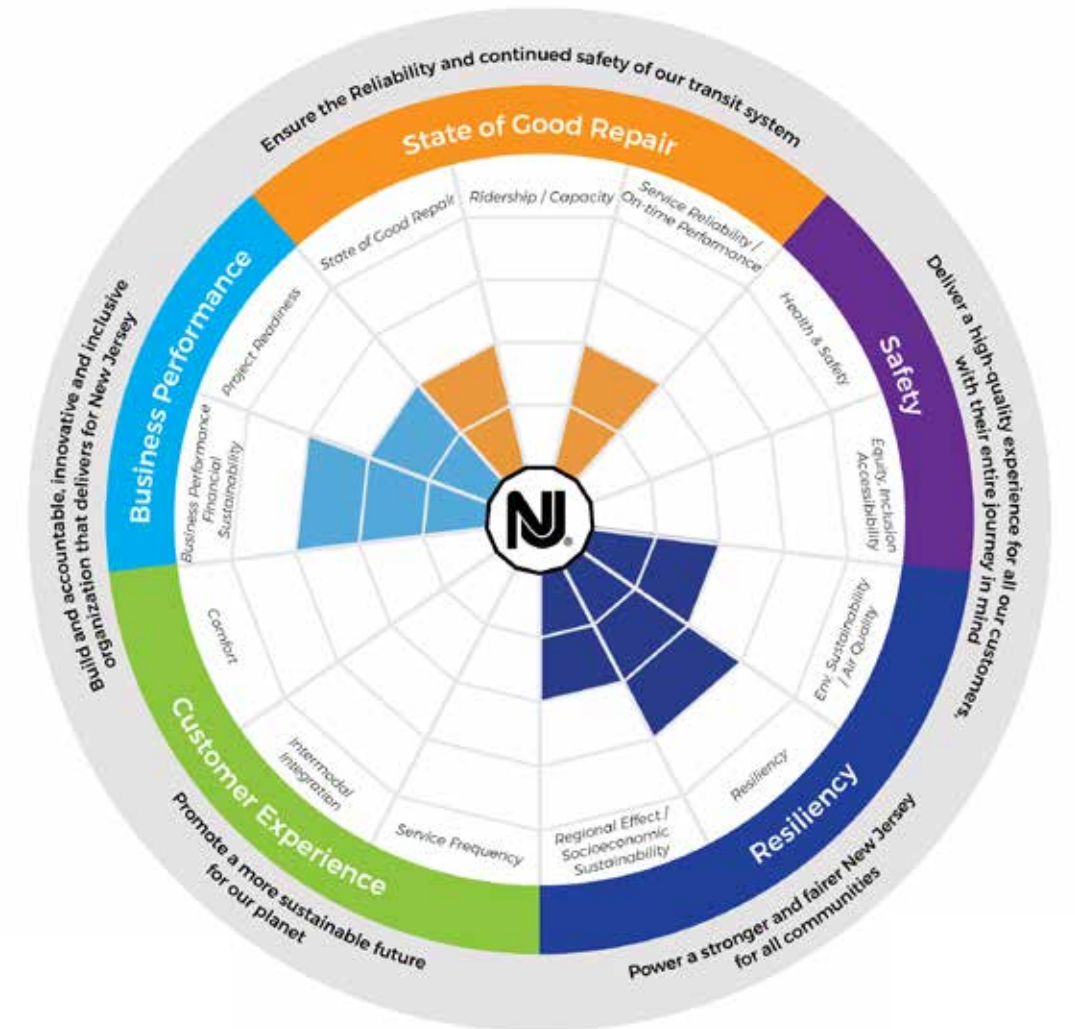 Ensure the Reliability and continued safety of our transit system
State of Good Repair
State of Good Repair
Ridership / Capacity
Service Reliability /
On-time Performance
Safety
Health & Safety
Equity, Inclusion
Accessibibility
Deliver a high-quality experience for all our customers,
with their entire journey in mind
Resiliency
Env. Sustainability
/ Air Quality
Resiliency
Regional Effect /
Socioeconomic
Sustainability
Power a stronger and fairer New Jersey
for all communities
Customer Experience
Service Frequency
Intermodal
Integration
Comfort
Promote a more sustainable future
for our planet
Business Performance
Business Performance
Financial
Sustainability
Project Readiness
Build and accountable, innovative and inclusive
organization that delivers for New Jersey
NJ®